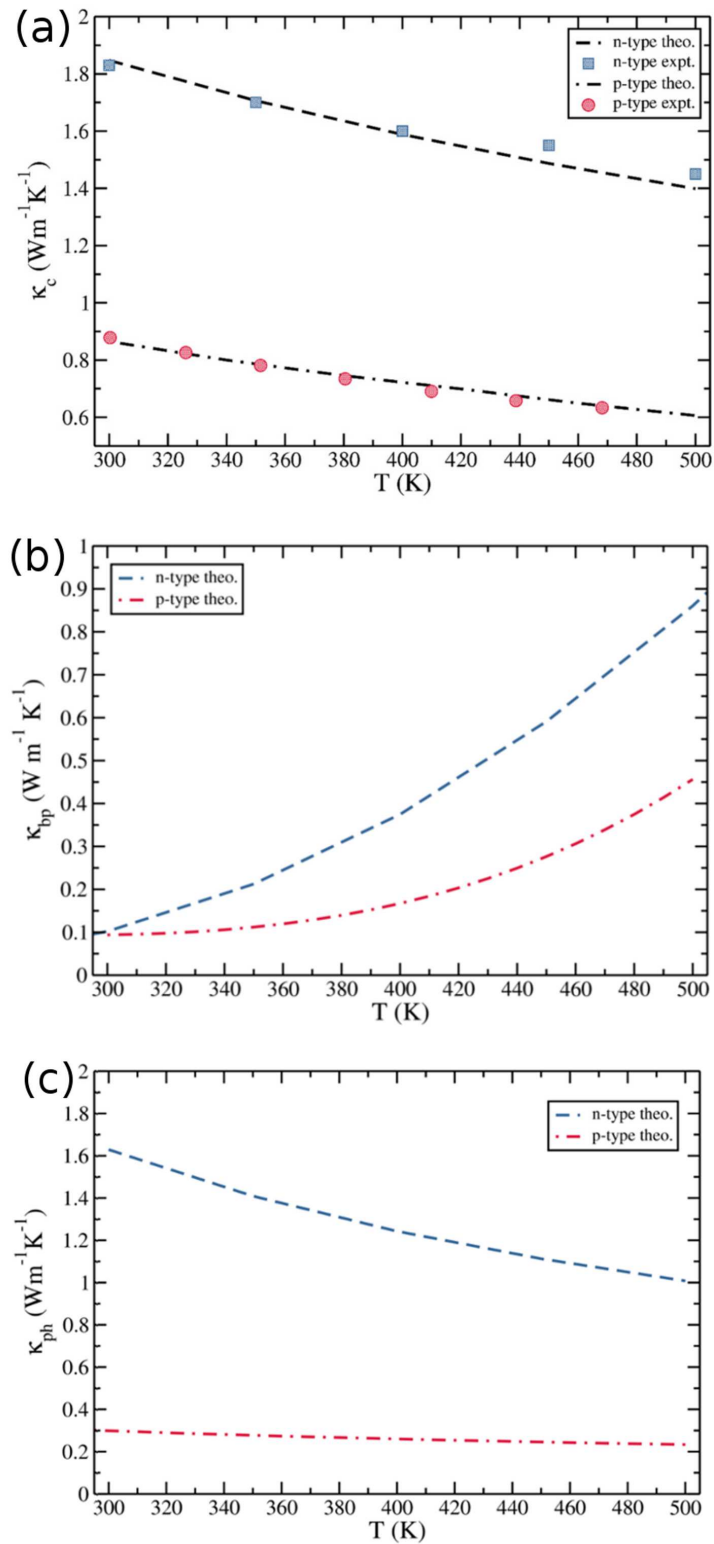 (a)
2
1.8
1.6
1.4
1.2
1
0.8
0.6
κc (Wm-1K-1)
n-type theo.
n-type expt.
p-type theo.
p-type expt.
300 320 340 360 380 400 420 440 460 480 500
T (K)
(b)
1
0.9
0.8
0.7
0.6
0.5
0.4
0.3
0.2
0.1
0
κbp (W m-1 K-1)
n-type theo.
p-type theo.
300 320 340 360 380 400 420 440 460 480 500
T (K)
(c)
2
1.8
1.6
1.4
1.2
1
0.8
0.6
0.4
0.2
0
κph (Wm-1K-1)
n-type theo.
p-type theo.
300 320 340 360 380 400 420 440 460 480 500
T (K)